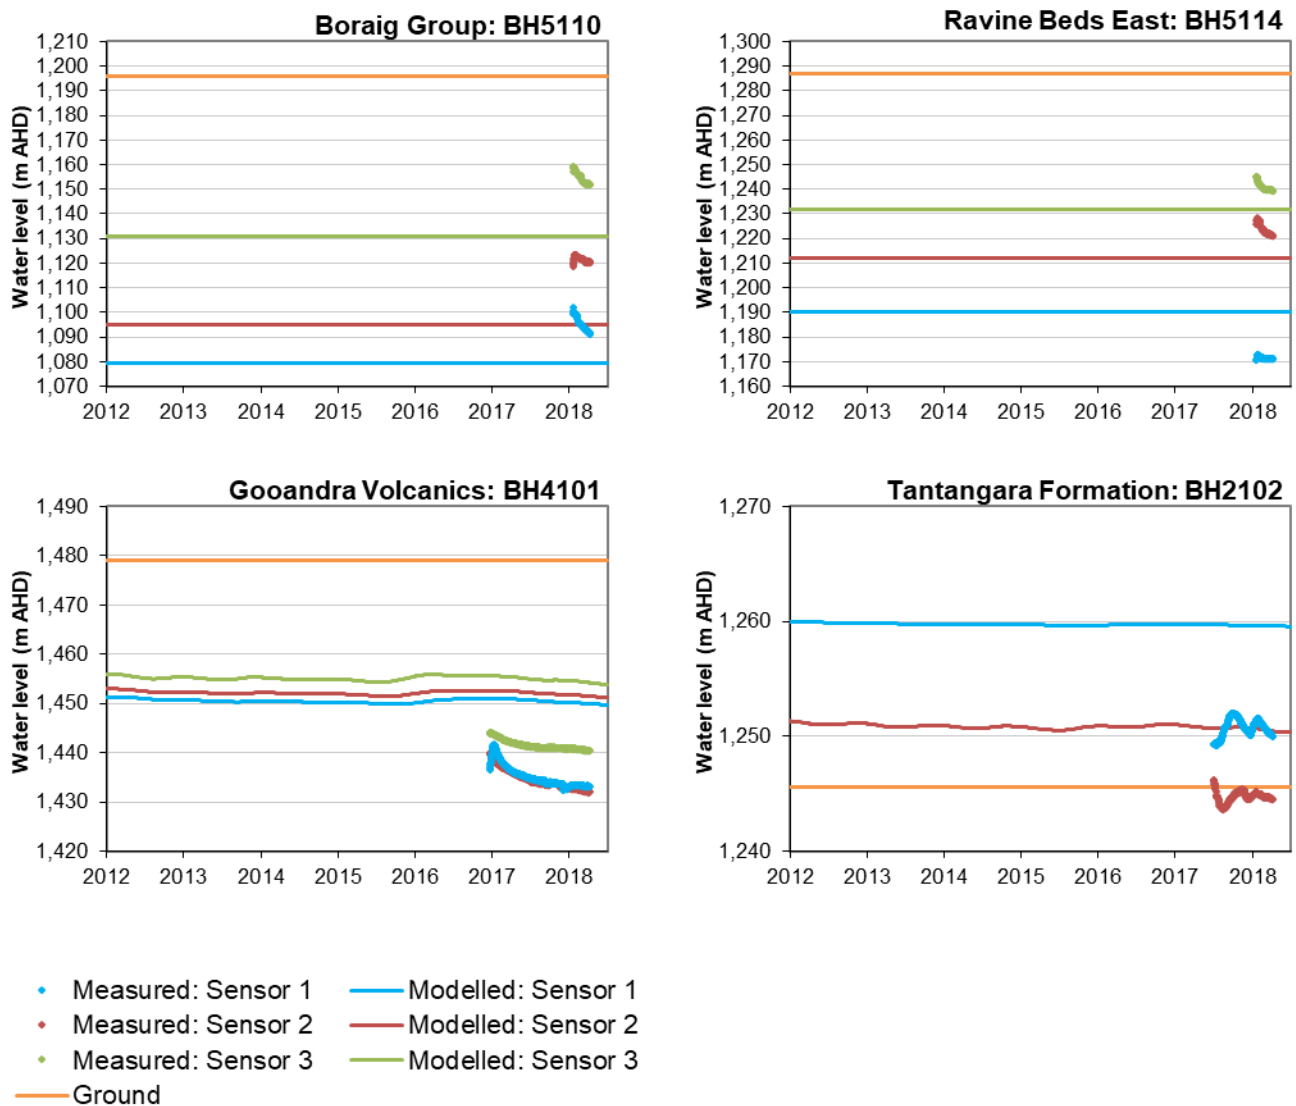 Boraig Group: BH5110
Water level (m AHD)
1,210
1,200
1,190
1,180
1,170
1,160
1,150
1,140
1,130
1,120
1,110
1,100
1,090
1,080
1,070
2012 2013 2014 2015 2016 2017 2018
Ravine Beds East: BH5114
Water level (m AHD)
1,300
1,290
1,280
1,270
1,260
1,250
1,240
1,230
1,220
1,210
1,200
1,190
1,180
1,170
1,160
2012 2013 2014 2015 2016 2017 2018
Gooandra Volcanics: BH4101
Water level (m AHD)
1,490
1,480
1,470
1,460
1,450
1,440
1,430
1,420
2012 2013 2014 2015 2016 2017 2018
Tantangara Formation: BH2102
Water level (m AHD)
1,270
1,260
1,250
1,240
2012 2013 2014 2015 2016 2017 2018
Measured: Sensor 1 Modelled: Sensor 1
Measured: Sensor 2 Modelled: Sensor 2
Measured: Sensor 3 Modelled: Sensor 3
Ground